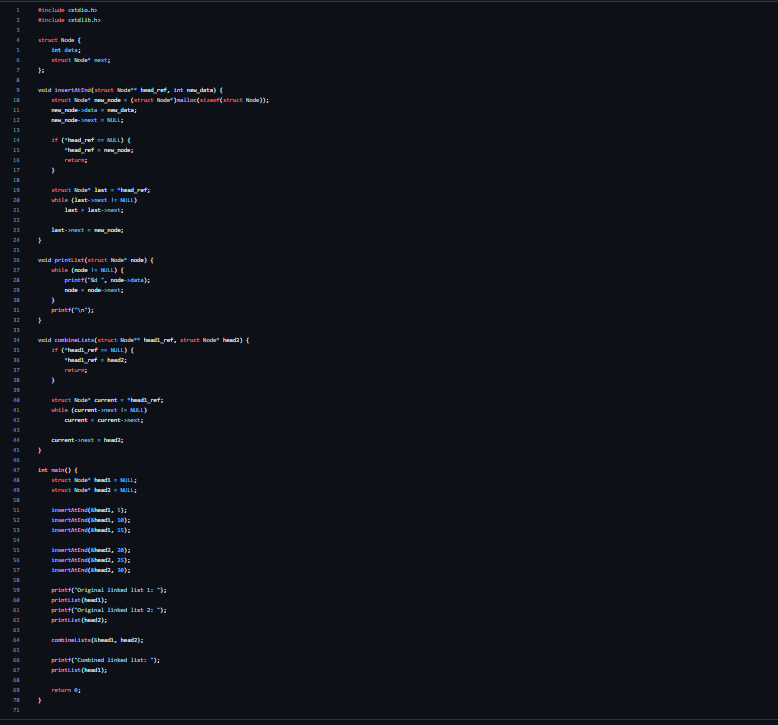 1 #include <stdio.h>
2 #include <stdlib.h>
3
4 struct Node {
5     int data;
6     struct Node* next;
7 };
8
9 void insertAtEnd(struct Node** head_ref, int new_data) {
10     struct Node* new_node = (struct Node*)malloc(sizeof(struct Node));
11     new_node->data = new_data;
12     new_node->next = NULL;
13
14     if (*head_ref == NULL) {
15         *head_ref = new_node;
16         return;
17     }
18
19     struct Node* last = *head_ref;
20     while (last->next != NULL)
21         last = last->next;
22
23     last->next = new_node;
24 }
25
26 void printList(struct Node* node) {
27     while (node != NULL) {
28         printf("%d ", node->data);
29         node = node->next;
30     }
31     printf("\n");
32 }
33
34 void combineLists(struct Node** head1_ref, struct Node* head2) {
35     if (*head1_ref == NULL) {
36         *head1_ref = head2;
37         return;
38     }
39
40     struct Node* current = *head1_ref;
41     while (current->next != NULL)
42         current = current->next;
43
44     current->next = head2;
45 }
46
47 int main() {
48     struct Node* head1 = NULL;
49     struct Node* head2 = NULL;
50
51     insertAtEnd(&head1, 5);
52     insertAtEnd(&head1, 10);
53     insertAtEnd(&head1, 15);
54
55     insertAtEnd(&head2, 20);
56     insertAtEnd(&head2, 25);
57     insertAtEnd(&head2, 30);
58
59     printf("Original linked list 1: ");
60     printList(head1);
61     printf("Original linked list 2: ");
62     printList(head2);
63
64     combineLists(&head1, head2);
65
66     printf("Combined linked list: ");
67     printList(head1);
68
69     return 0;
70 }
71